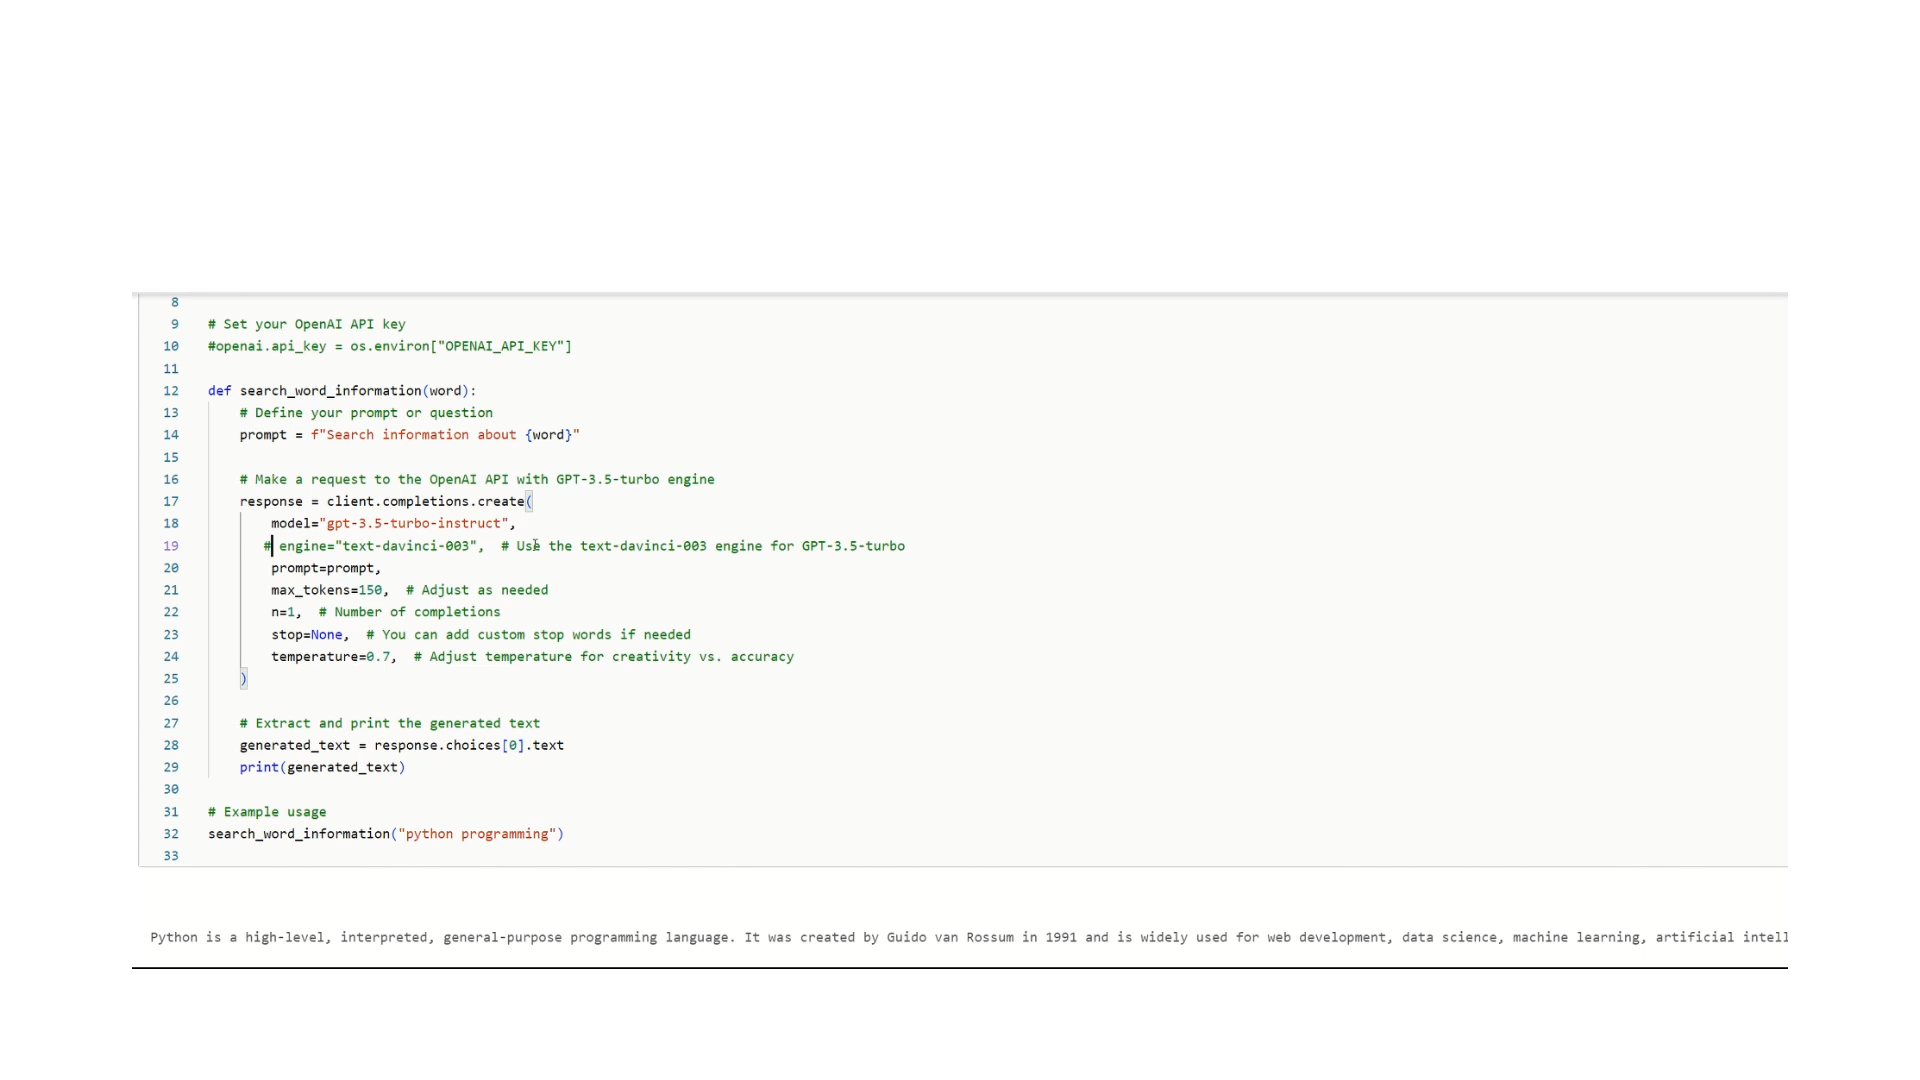 8
9 # Set your OpenAI API key
10 #openai.api_key = os.environ["OPENAI_API_KEY"]
11
12 def search_word_information(word):
13 # Define your prompt or question
14 prompt = f"Search information about {word}"
15
16 # Make a request to the OpenAI API with GPT-3.5-turbo engine
17 response = client.completions.create(
18 model="gpt-3.5-turbo-instruct",
19 # engine="text-davinci-003", # Use the text-davinci-003 engine for GPT-3.5-turbo
20 prompt=prompt,
21 max_tokens=150, # Adjust as needed
22 n=1, # Number of completions
23 stop=None, # You can add custom stop words if needed
24 temperature=0.7, # Adjust temperature for creativity vs. accuracy
25 )
26
27 # Extract and print the generated text
28 generated_text = response.choices[0].text
29 print(generated_text)
30
31 # Example usage
32 search_word_information("python programming")
33
Python is a high-level, interpreted, general-purpose programming language. It was created by Guido van Rossum in 1991 and is widely used for web development, data science, machine learning, artificial intell